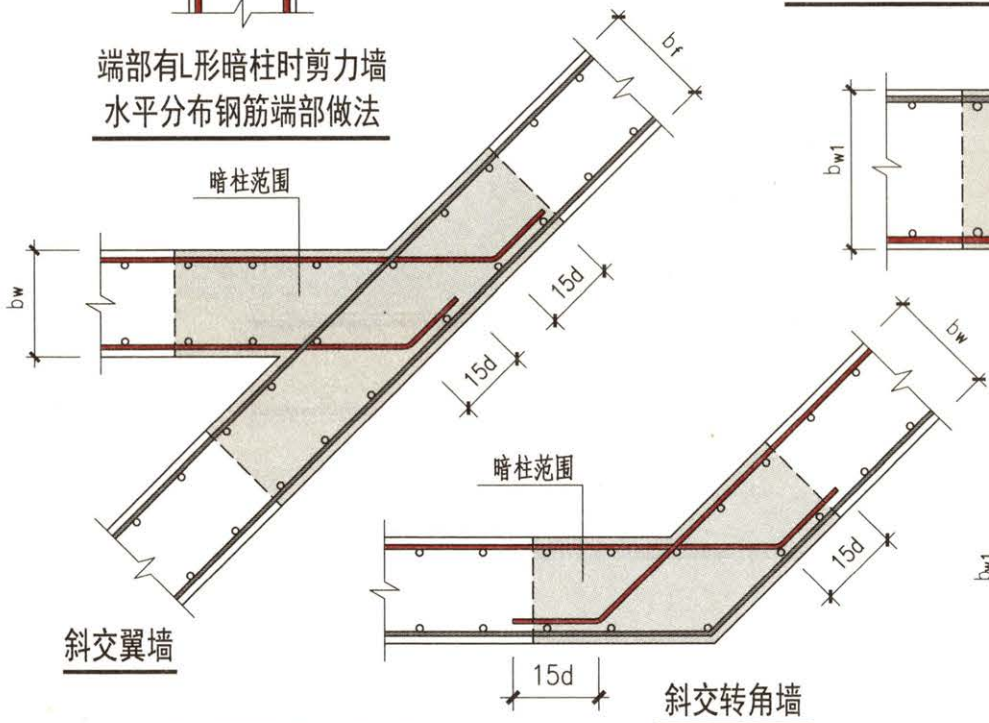 端部有L形暗柱时剪力墙
水平分布钢筋端部做法
bf
bw1
暗柱范围
bw
15d
15d
bw
暗柱范围
15d
bw1
斜交翼墙
15d
斜交转角墙